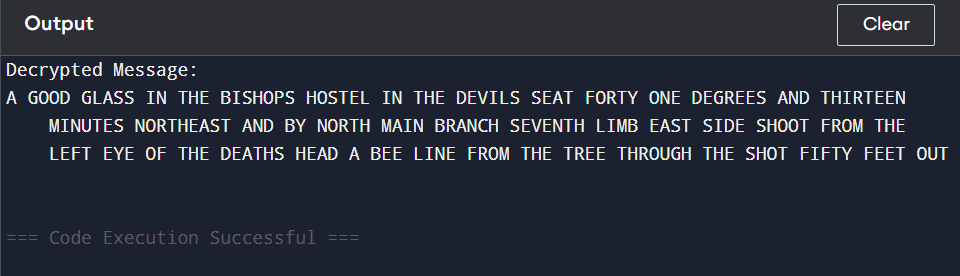 Output
Clear
Decrypted Message:
A GOOD GLASS IN THE BISHOPS HOSTEL IN THE DEVILS SEAT FORTY ONE DEGREES AND THIRTEEN
MINUTES NORTHEAST AND BY NORTH MAIN BRANCH SEVENTH LIMB EAST SIDE SHOOT FROM THE
LEFT EYE OF THE DEATHS HEAD A BEE LINE FROM THE TREE THROUGH THE SHOT FIFTY FEET OUT
=== Code Execution Successful ===